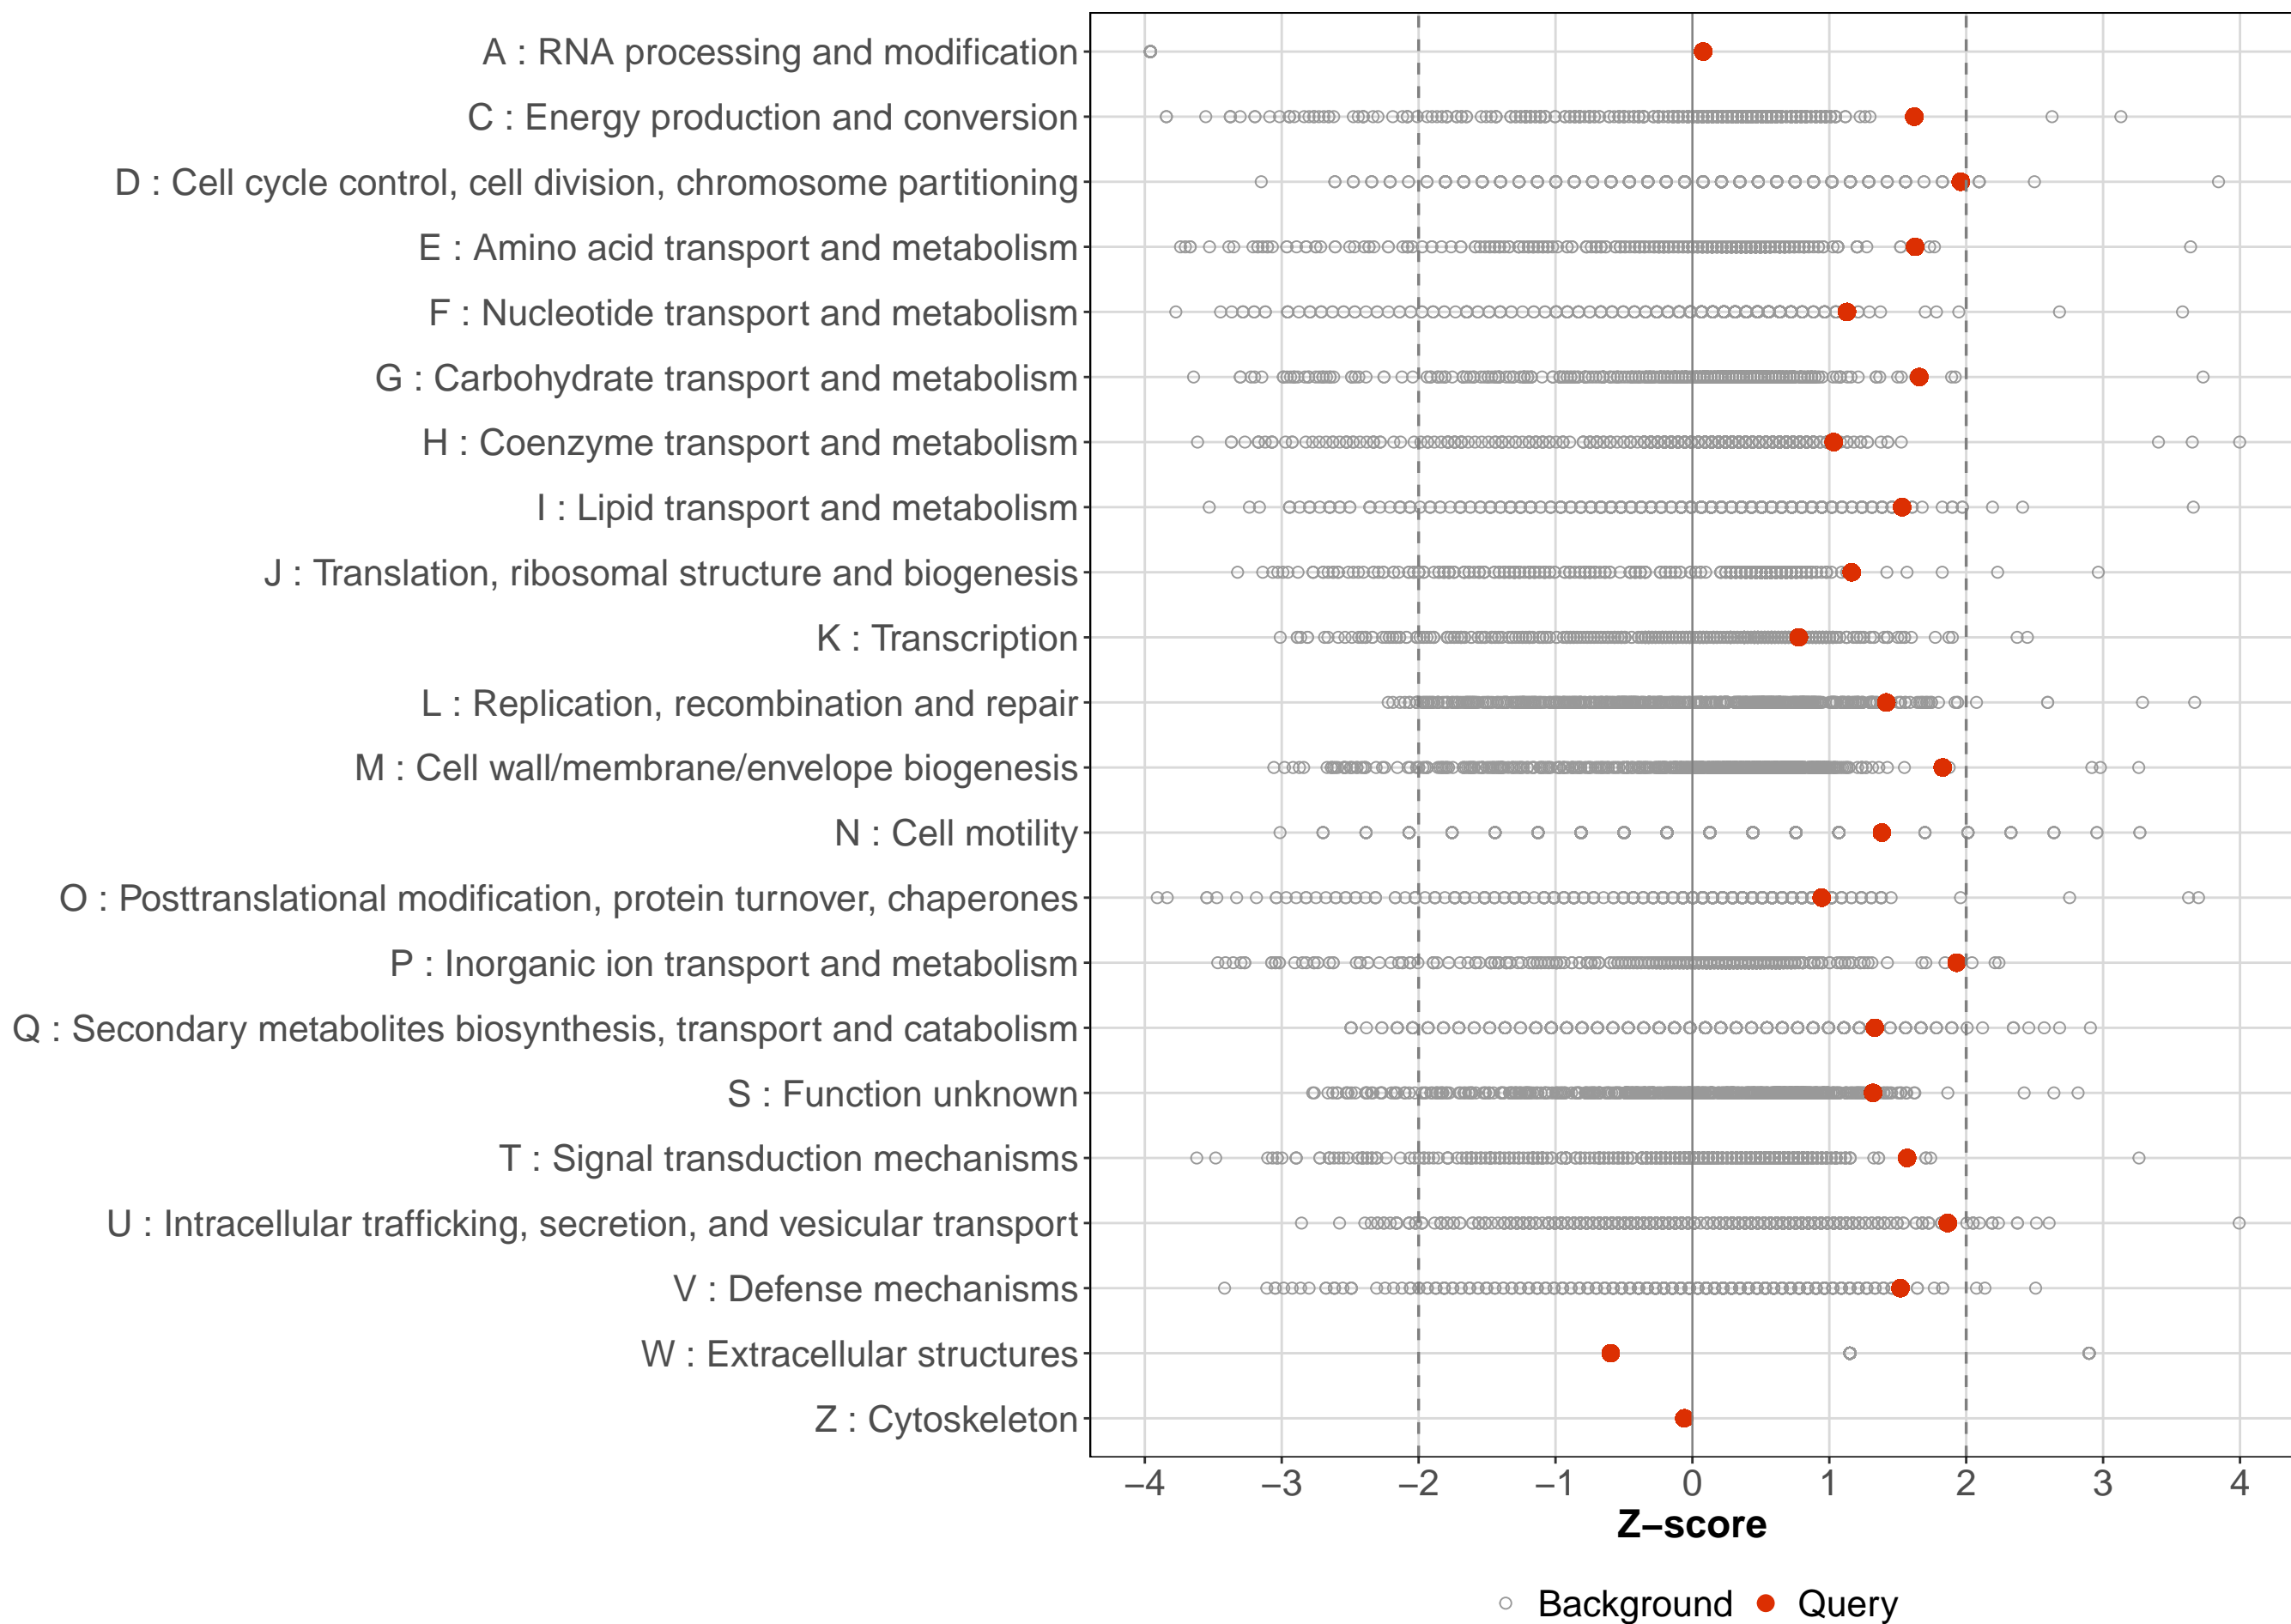 A : RNA processing and modification
C : Energy production and conversion
D : Cell cycle control, cell division, chromosome partitioning
E : Amino acid transport and metabolism
F : Nucleotide transport and metabolism
G : Carbohydrate transport and metabolism
H : Coenzyme transport and metabolism
I : Lipid transport and metabolism
J : Translation, ribosomal structure and biogenesis
K : Transcription
L : Replication, recombination and repair
M : Cell wall/membrane/envelope biogenesis
N : Cell motility
O : Posttranslational modification, protein turnover, chaperones
P : Inorganic ion transport and metabolism
Q : Secondary metabolites biosynthesis, transport and catabolism
S : Function unknown
T : Signal transduction mechanisms
U : Intracellular trafficking, secretion, and vesicular transport
V : Defense mechanisms
W : Extracellular structures
Z : Cytoskeleton
−4 −3 −2 −1 0 1 2 3 4
Z−score
Background Query